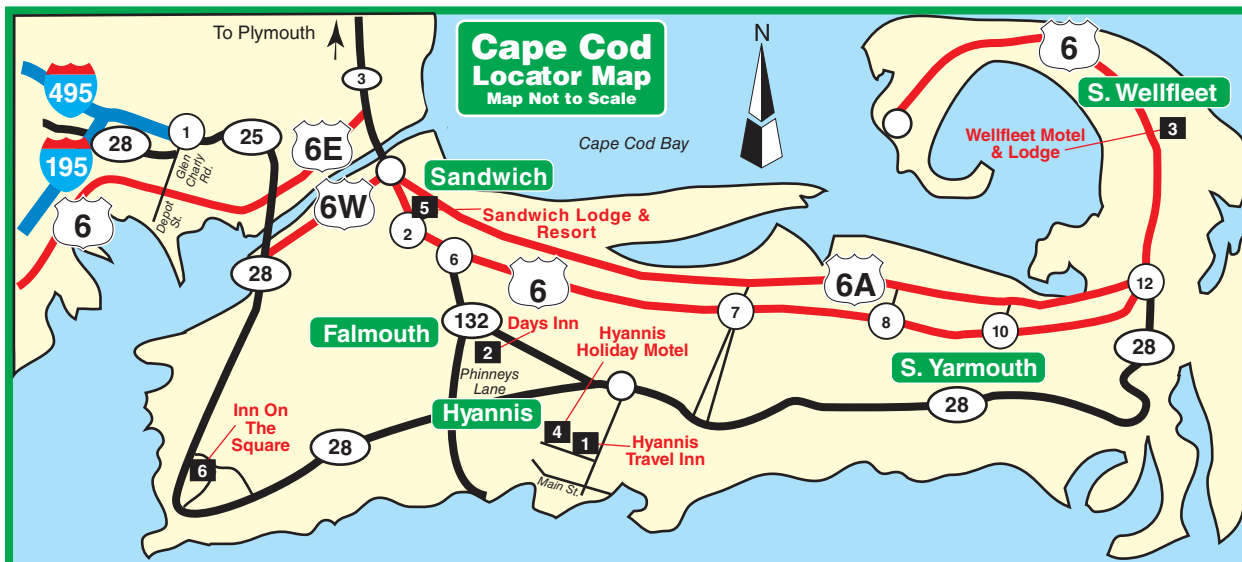 To Plymouth
Cape Cod
Locator Map
Map Not to Scale
N
6
495
3
S. Wellfleet
1
25
28
6E
Cape Cod Bay
Wellfleet Motel
& Lodge
3
195
Glen
Charly
Rd.
Sandwich
6W
5
Sandwich Lodge &
Resort
6
Depot
St.
2
6
28
6
6A
12
7
8
10
132
Days Inn
Falmouth
2
Hyannis
Holiday Motel
28
Phinneys
Lane
S. Yarmouth
28
Inn On
The
Square
Hyannis
4
1
Hyannis
Travel Inn
28
6
Main St.